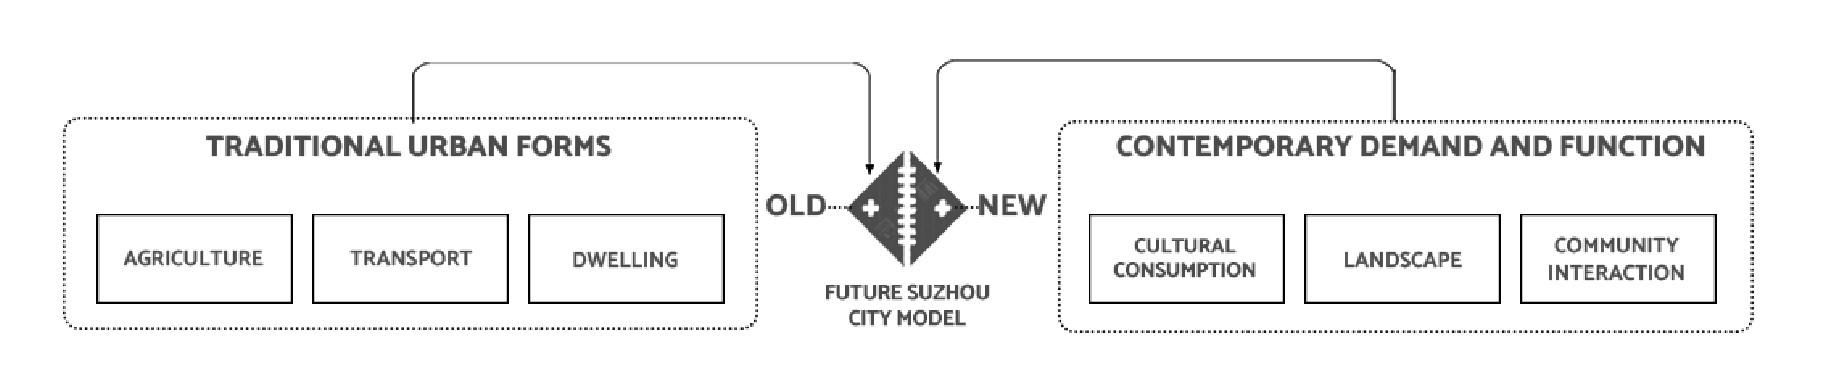 TRADITIONAL URBAN FORMS
AGRICULTURE
TRANSPORT
DWELLING
OLD
NEW
FUTURE SUZHOU
CITY MODEL
CONTEMPORARY DEMAND AND FUNCTION
CULTURAL
CONSUMPTION
LANDSCAPE
COMMUNITY
INTERACTION